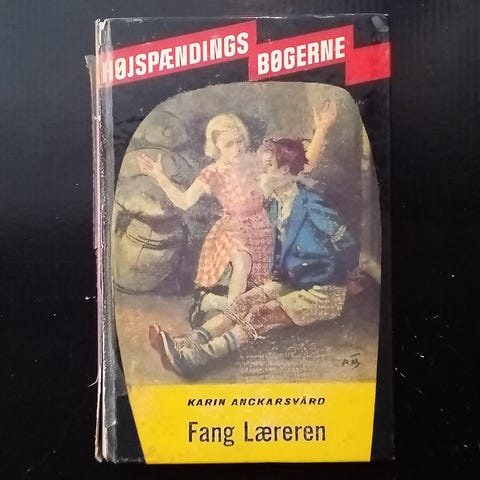 HØJSPÆNDINGS
BØGERNE
KARIN ANCKARSVÄRD
Fang Læreren